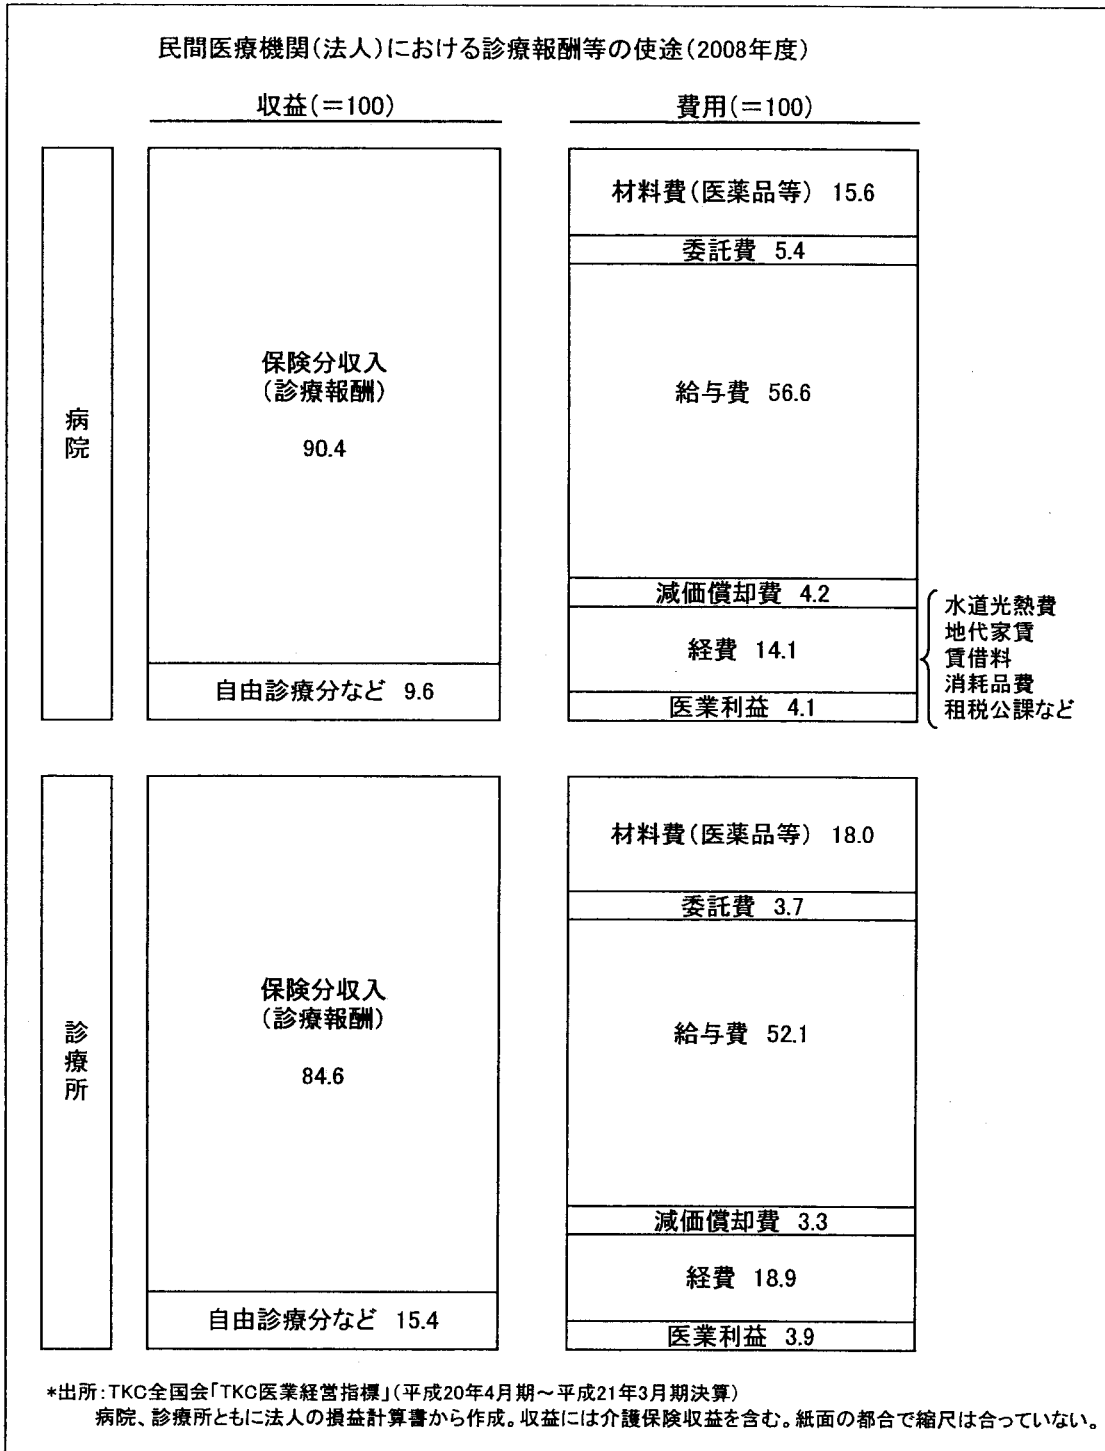 民間医療機関(法人)における診療報酬等の使途(2008年度)
収益(=100)
費用(=100)
病院
保険分収入
(診療報酬)
90.4
自由診療分など 9.6
材料費(医薬品等) 15.6
委託費 5.4
給与費 56.6
減価償却費 4.2
経費 14.1
医業利益 4.1
水道光熱費
地代家賃
賃借料
消耗品費
租税公課など
診療所
保険分収入
(診療報酬)
84.6
自由診療分など 15.4
材料費(医薬品等) 18.0
委託費 3.7
給与費 52.1
減価償却費 3.3
経費 18.9
医業利益 3.9
*出所:TKC全国会「TKC医業経営指標」(平成20年4月期~平成21年3月期決算)
病院、診療所ともに法人の損益計算書から作成。収益には介護保険収益を含む。紙面の都合で縮尺は合っていない。